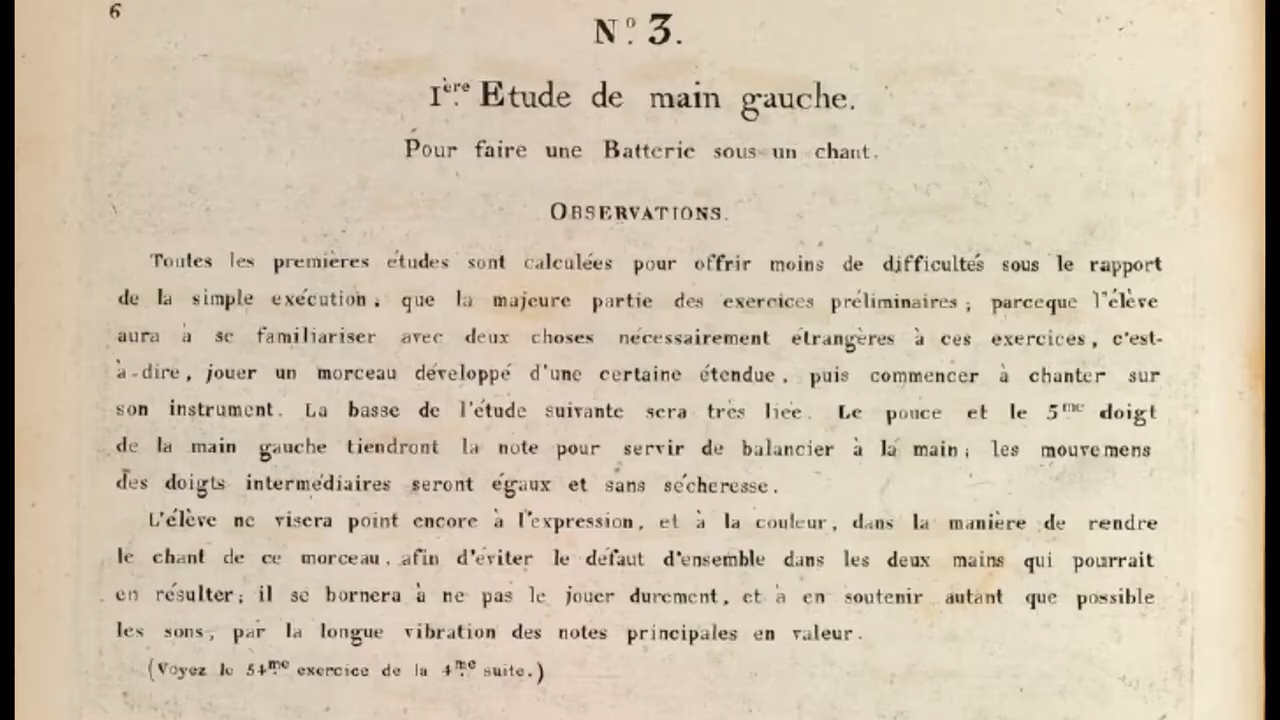 6
N.º 3.
Ière Etude de main gauche.
Pour faire une Batterie sous un chant.
OBSERVATIONS.
Toutes les premières études sont calculées pour offrir moins de difficultés sous le rapport
de la simple exécution, que la majeure partie des exercices préliminaires; parceque l'élève
aura à se familiariser avec deux choses nécessairement étrangères à ces exercices, c'est-
à-dire, jouer un morceau développé d'une certaine étendue, puis commencer à chanter sur
son instrument. La basse de l'étude suivante sera très liée. Le pouce et le 5me doigt
de la main gauche tiendront la note pour servir de balancier à la main; les mouvemens
des doigts intermédiaires seront égaux et sans sécheresse.
L'élève ne visera point encore à l'expression, et à la couleur, dans la manière de rendre
le chant de ce morceau, afin d'éviter le défaut d'ensemble dans les deux mains qui pourrait
en résulter; il se bornera à ne pas le jouer durement, et à en soutenir autant que possible
les sons, par la longue vibration des notes principales en valeur.
(Voyez le 54me exercice de la 4me suite.)